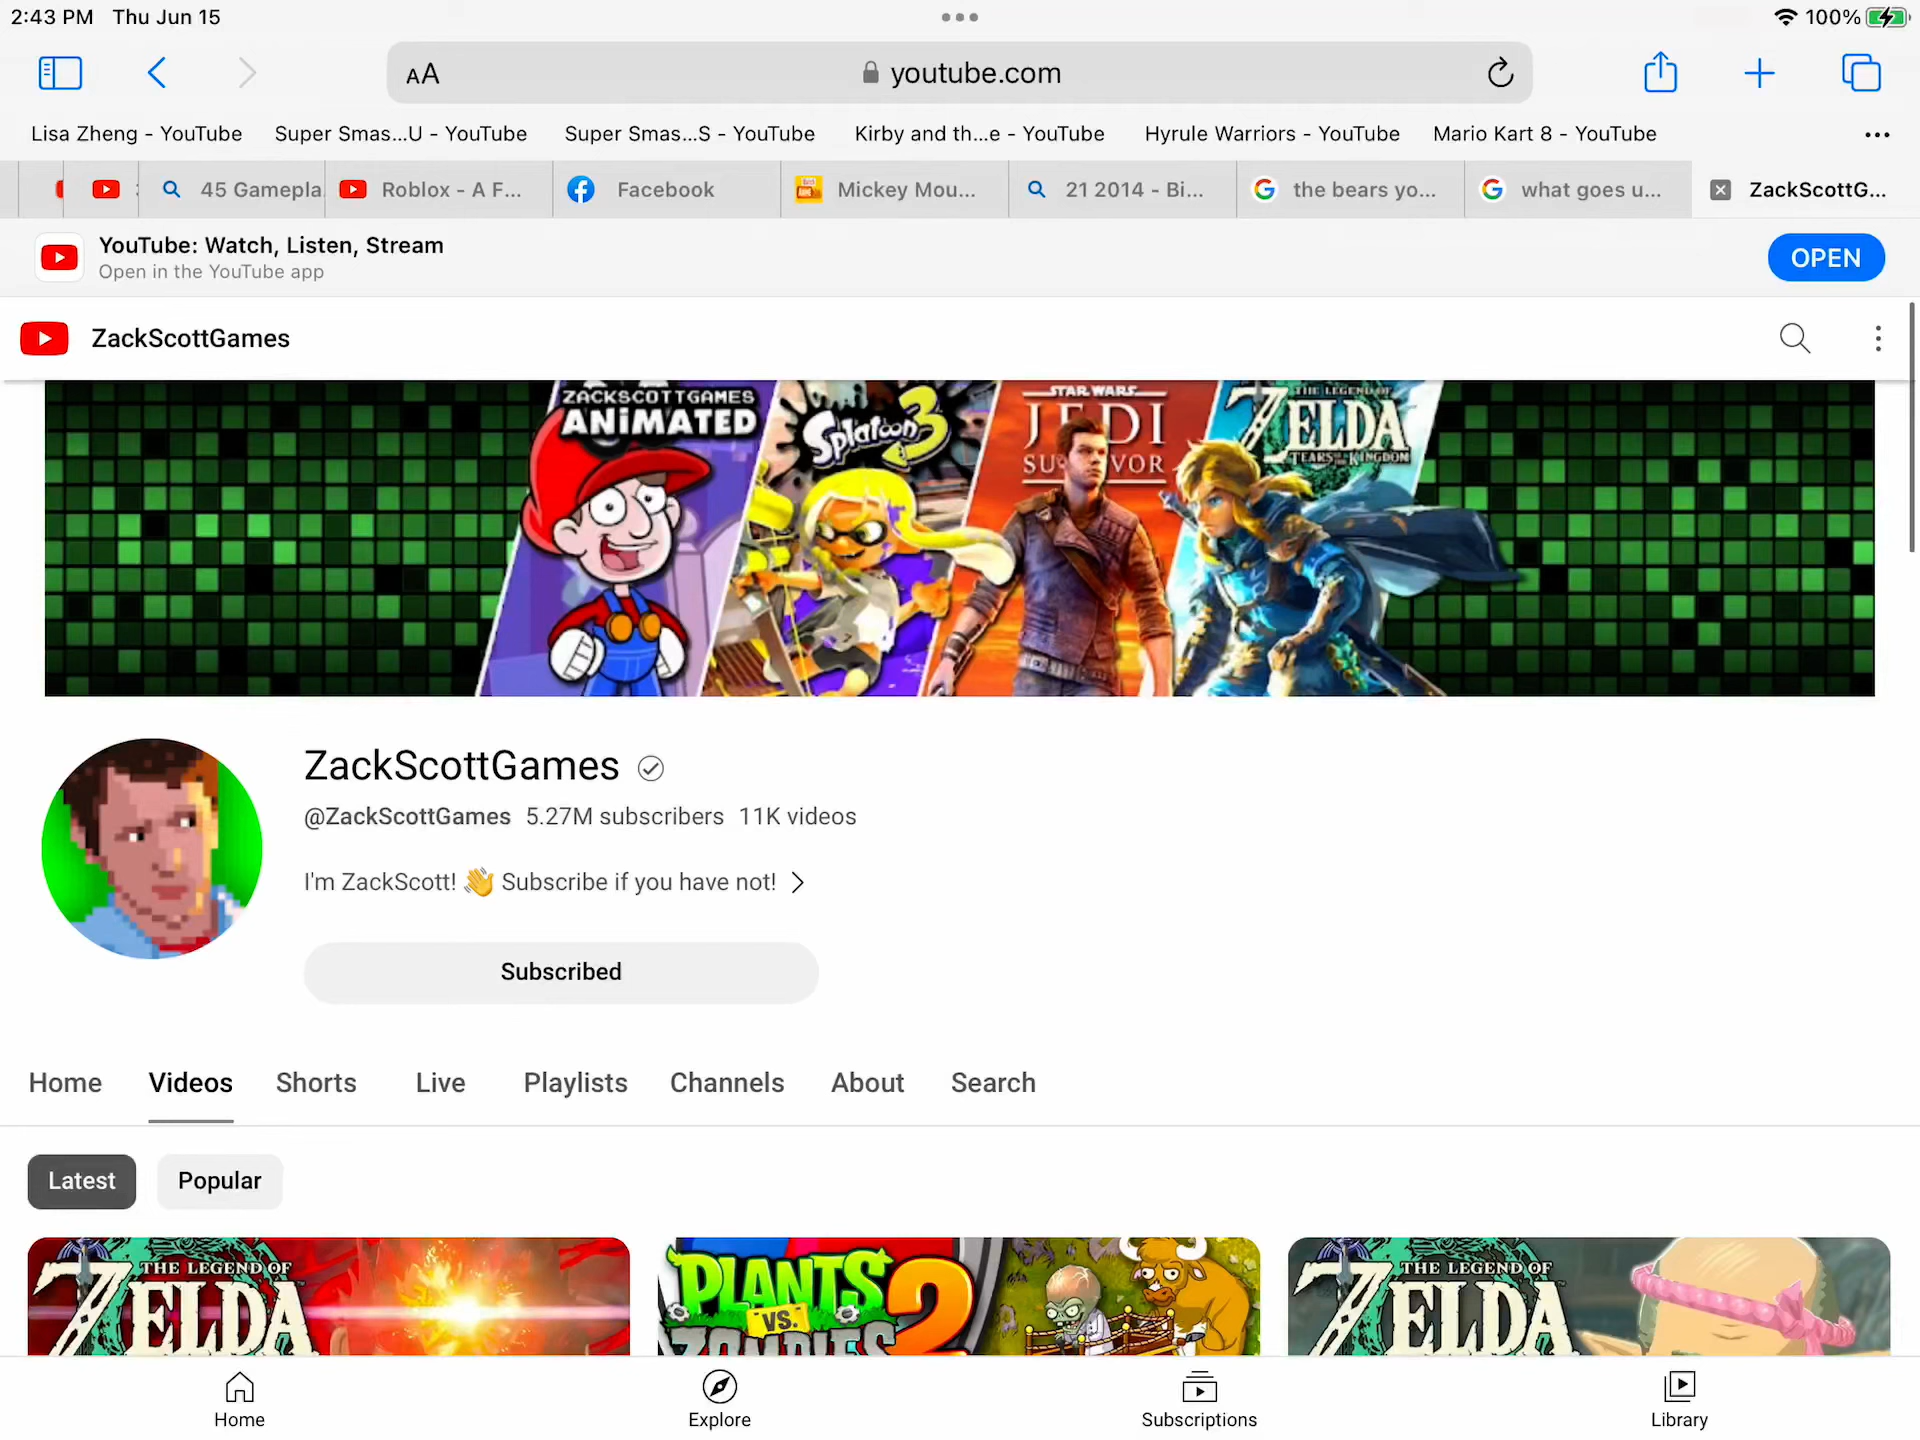 2:43 PM Thu Jun 15
100%
AA
youtube.com
Lisa Zheng - YouTube
Super Smas...U - YouTube
Super Smas...S - YouTube
Kirby and th...e - YouTube
Hyrule Warriors - YouTube
Mario Kart 8 - YouTube
45 Gamepla
Roblox - A F...
Facebook
Mickey Mou...
21 2014 - Bi...
the bears yo...
what goes u...
ZackScottG...
YouTube: Watch, Listen, Stream
Open in the YouTube app
OPEN
ZackScottGames
ZACKSCOTTGAMES
ANiMATED
Splatoon 3
STAR WARS
JEDI
SURVIVOR
THE LEGEND OF
ZELDA
TEARS OF THE KINGDOM
ZackScottGames
@ZackScottGames 5.27M subscribers 11K videos
I'm ZackScott! 👋 Subscribe if you have not!
Subscribed
Home
Videos
Shorts
Live
Playlists
Channels
About
Search
Latest
Popular
THE LEGEND OF
ZELDA
PLANTS
VS.
ZOMBIES
2
THE LEGEND OF
ZELDA
Home
Explore
Subscriptions
Library